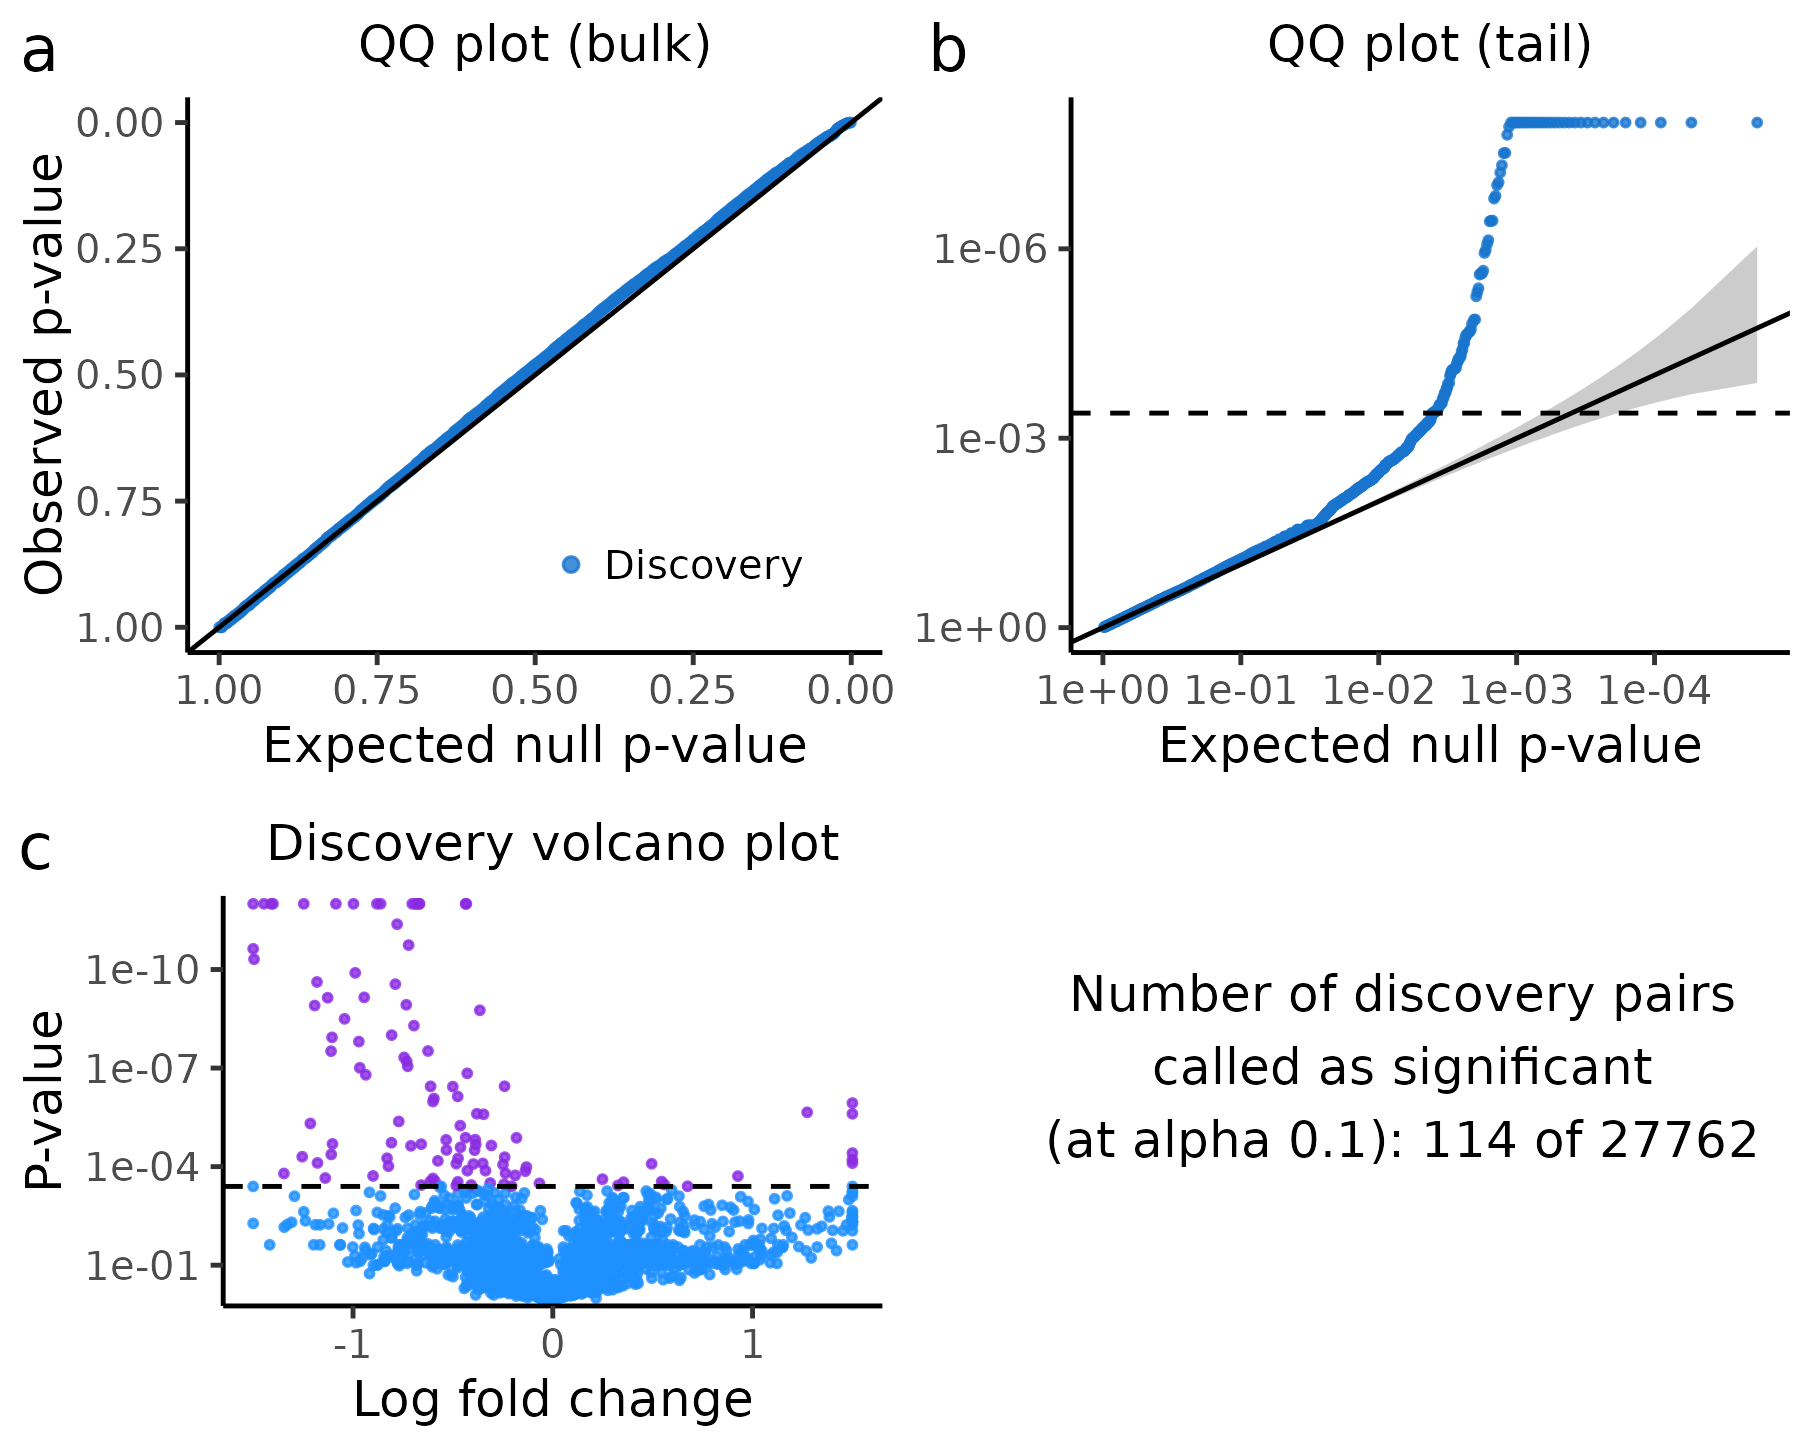 a
QQ plot (bulk)
Observed p-value
0.00
0.25
0.50
0.75
1.00
Discovery
1.00 0.75 0.50 0.25 0.00
Expected null p-value
b
QQ plot (tail)
1e-06
1e-03
1e+00
1e+00 1e-01 1e-02 1e-03 1e-04
Expected null p-value
c
Discovery volcano plot
P-value
1e-10
1e-07
1e-04
1e-01
-1 0 1
Log fold change
Number of discovery pairs
called as significant
(at alpha 0.1): 114 of 27762